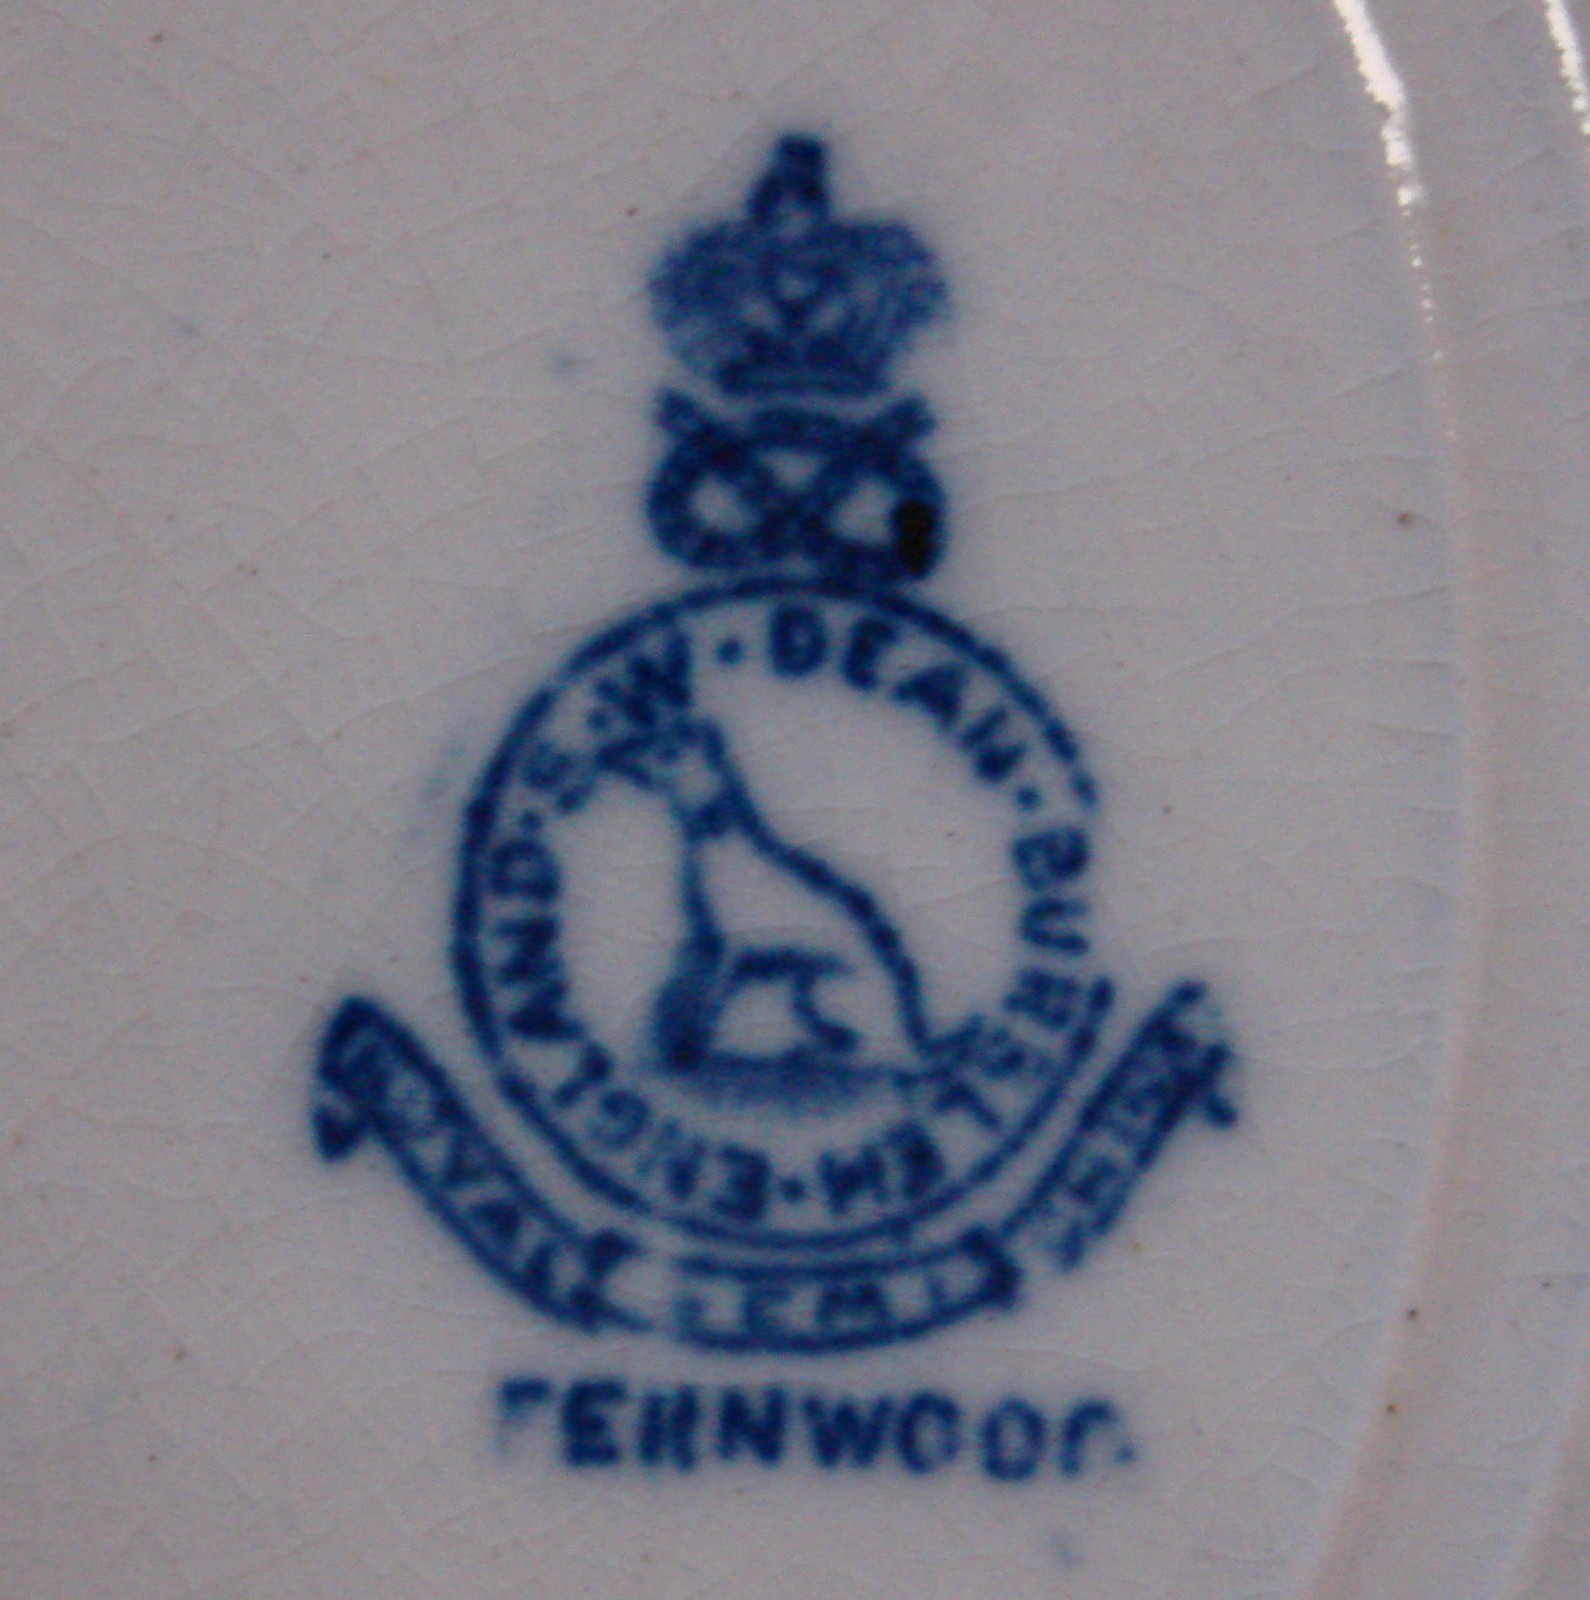 S.W. DEAN. BURSLEM. ENGLAND.
ROYAL SEMI
FERNWOOD